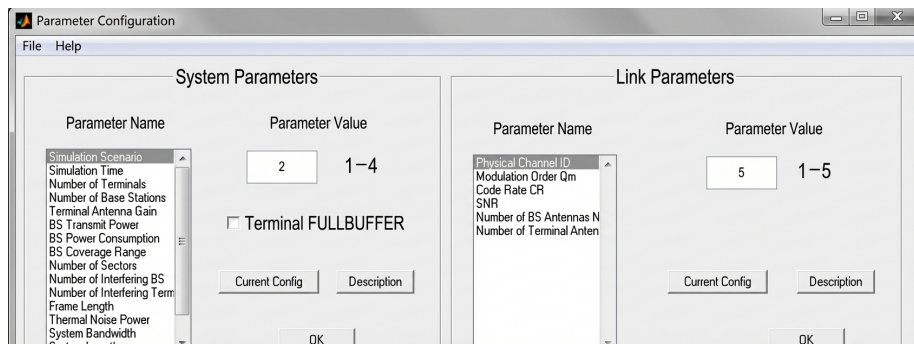 Parameter Configuration
File Help
System Parameters
Parameter Name
Parameter Value
Simulation Scenario
Simulation Time
Number of Terminals
Number of Base Stations
Terminal Antenna Gain
BS Transmit Power
BS Power Consumption
BS Coverage Range
Number of Sectors
Number of Interfering BS
Number of Interfering Term
Frame Length
Thermal Noise Power
System Bandwidth
2
1-4
Terminal FULLBUFFER
Current Config
Description
OK
Link Parameters
Parameter Name
Parameter Value
Physical Channel ID
Modulation Order Qm
Code Rate CR
SNR
Number of BS Antennas N
Number of Terminal Anten
5
1-5
Current Config
Description
OK